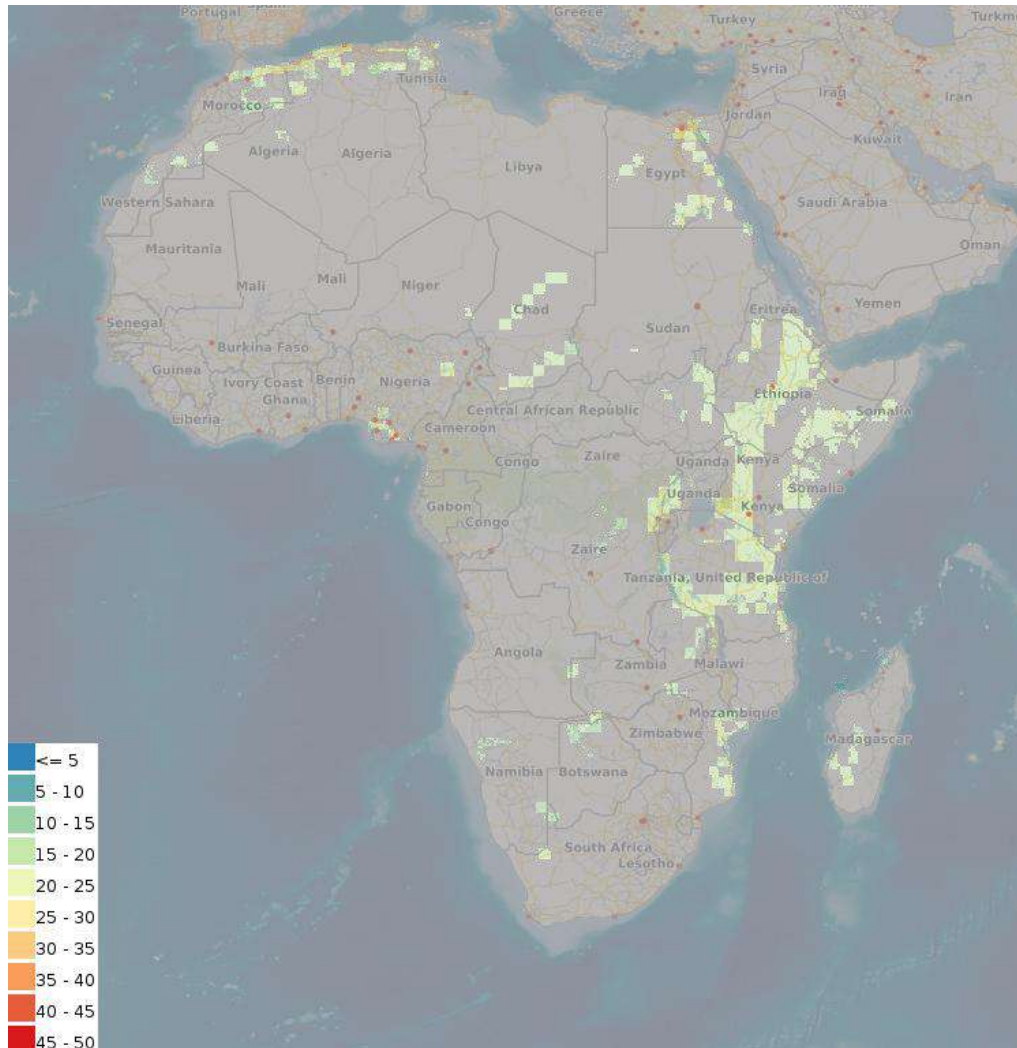 Portugal
Spain
Greece
Turkey
Turkm
Syria
Tunisia
Morocco
Iraq
Iran
Jordan
Kuwait
Algeria
Algeria
Libya
Egypt
Western Sahara
Saudi Arabia
Mauritania
Oman
Mali
Mali
Niger
Chad
Sudan
Eritrea
Yemen
Senegal
Burkina Faso
Guinea
Ivory Coast
Benin
Nigeria
Ghana
Ethiopia
Liberia
Central African Republic
Somalia
Cameroon
Congo
Zaire
Uganda
Kenya
Gabon
Uganda
Somalia
Congo
Kenya
Zaire
Tanzania, United Republic of
Angola
Zambia
Malawi
Mozambique
Zimbabwe
Madagascar
Namibia
Botswana
South Africa
Lesotho
<= 5
5 - 10
10 - 15
15 - 20
20 - 25
25 - 30
30 - 35
35 - 40
40 - 45
45 - 50